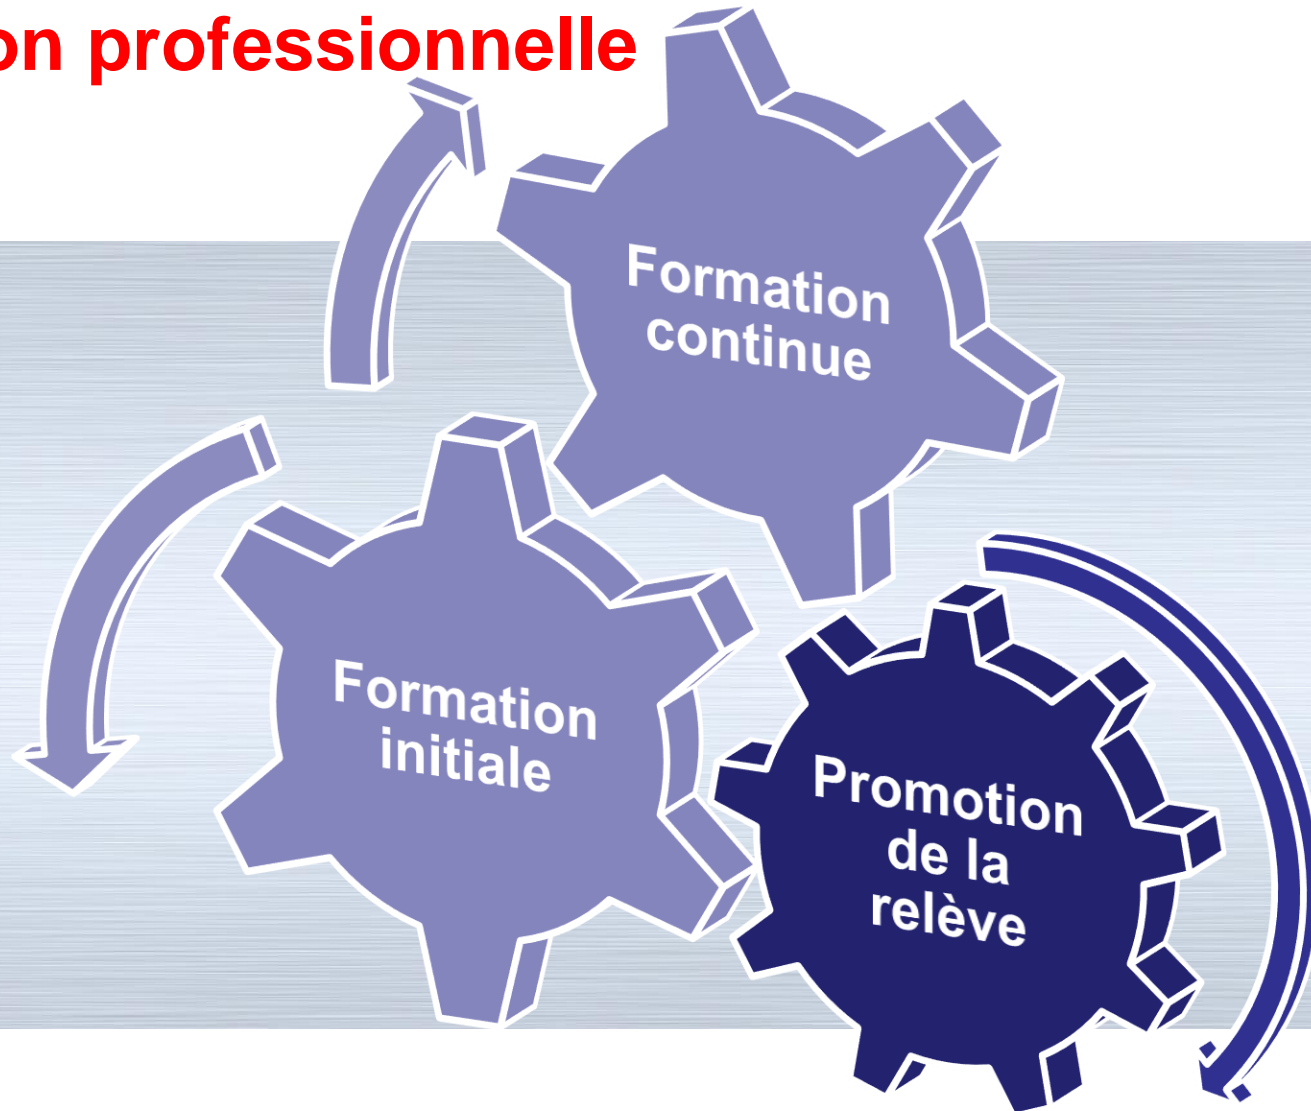 on professionnelle
Formation
continue
Formation
initiale
Promotion
de la
relève